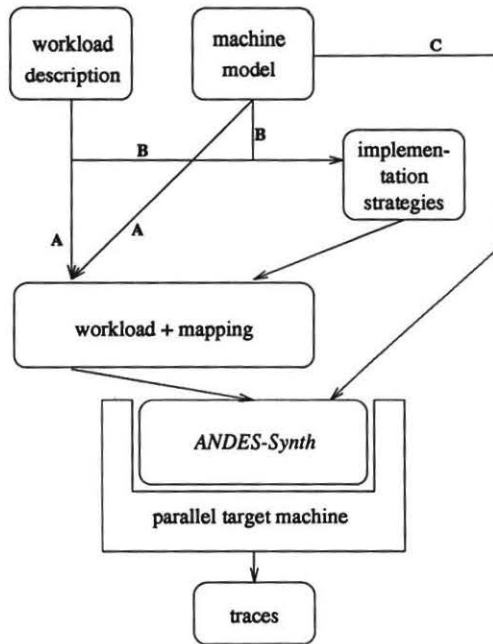 workload
description
machine
model
C
B
B
implemen-
tation
strategies
A
A
workload + mapping
ANDES-Synth
parallel target machine
traces